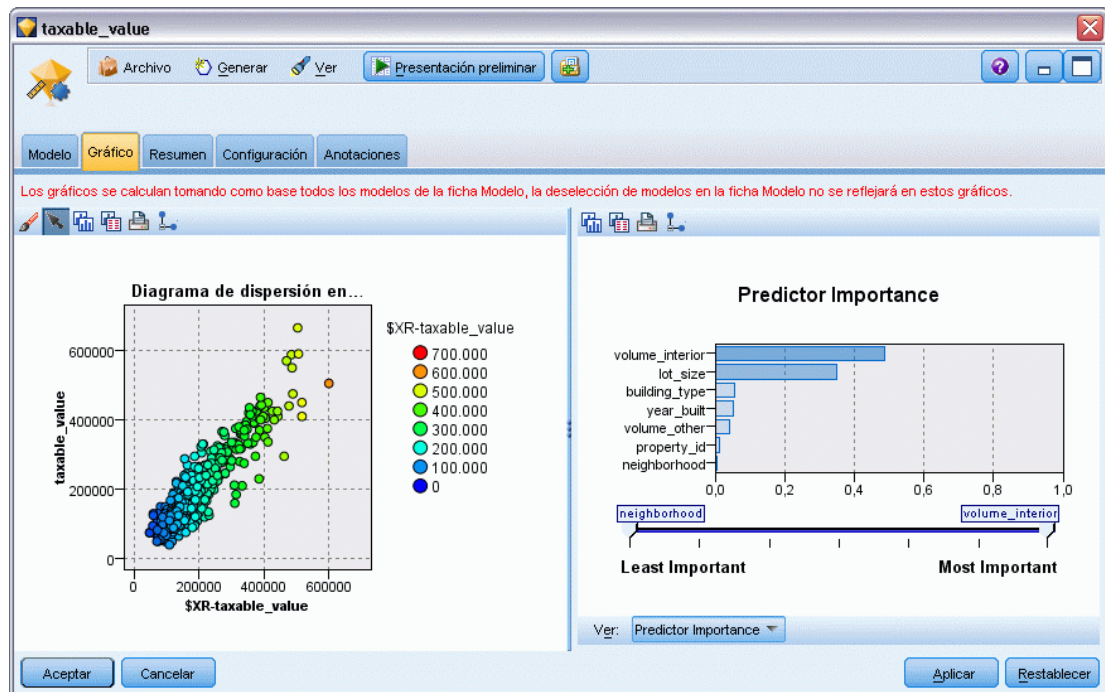 taxable_value
Archivo Generar Ver Presentación preliminar
Modelo Gráfico Resumen Configuración Anotaciones
Los gráficos se calculan tomando como base todos los modelos de la ficha Modelo, la deselección de modelos en la ficha Modelo no se reflejará en estos gráficos.
Diagrama de dispersión en...
taxable_value
600000
400000
200000
0
0 200000 400000 600000
$XR-taxable_value
$XR-taxable_value
700.000
600.000
500.000
400.000
300.000
200.000
100.000
0
Predictor Importance
volume_interior
lot_size
building_type
year_built
volume_other
property_id
neighborhood
0,0 0,2 0,4 0,6 0,8 1,0
neighborhood volume_interior
Least Important Most Important
Ver: Predictor Importance
Aceptar Cancelar Aplicar Restablecer